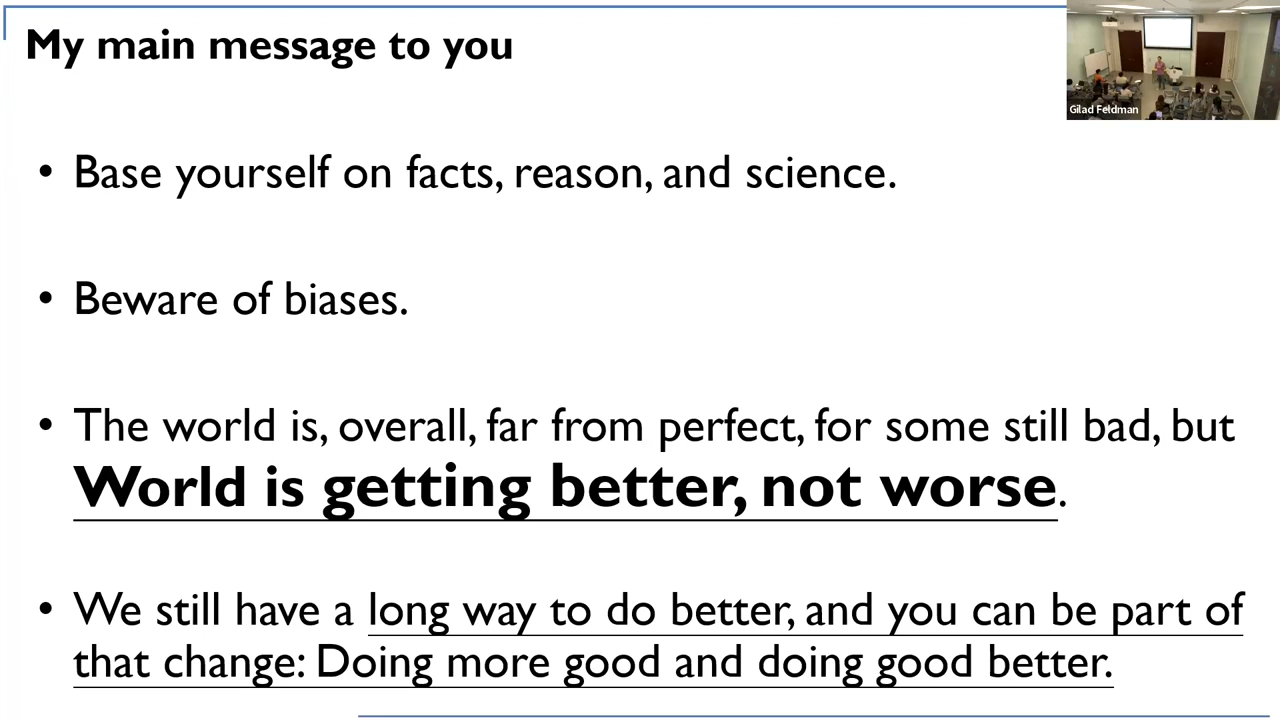 My main message to you
Gilad Feldman
• Base yourself on facts, reason, and science.
• Beware of biases.
• The world is, overall, far from perfect, for some still bad, but
World is getting better, not worse.
• We still have a long way to do better, and you can be part of
that change: Doing more good and doing good better.